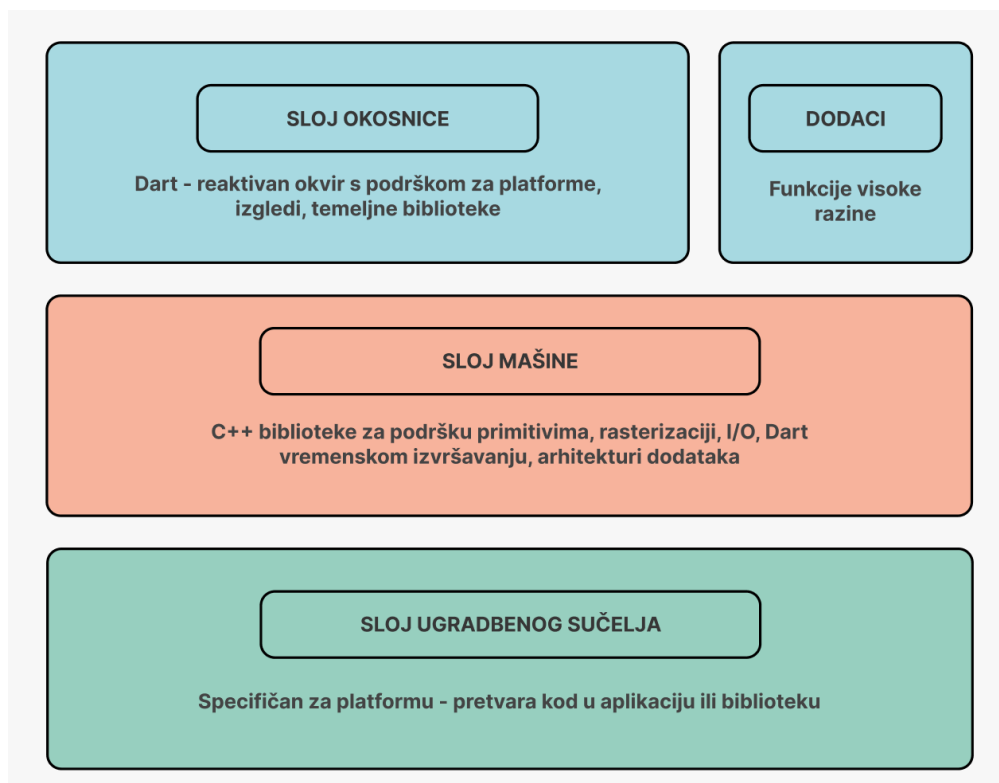 SLOJ OKOSNICE
Dart - reaktivan okvir s podrškom za platforme,
izgledi, temeljne biblioteke
DODACI
Funkcije visoke
razine
SLOJ MAŠINE
C++ biblioteke za podršku primitivima, rasterizaciji, I/O, Dart
vremenskom izvršavanju, arhitekturi dodataka
SLOJ UGRADBENOG SUČELJA
Specifičan za platformu - pretvara kod u aplikaciju ili biblioteku